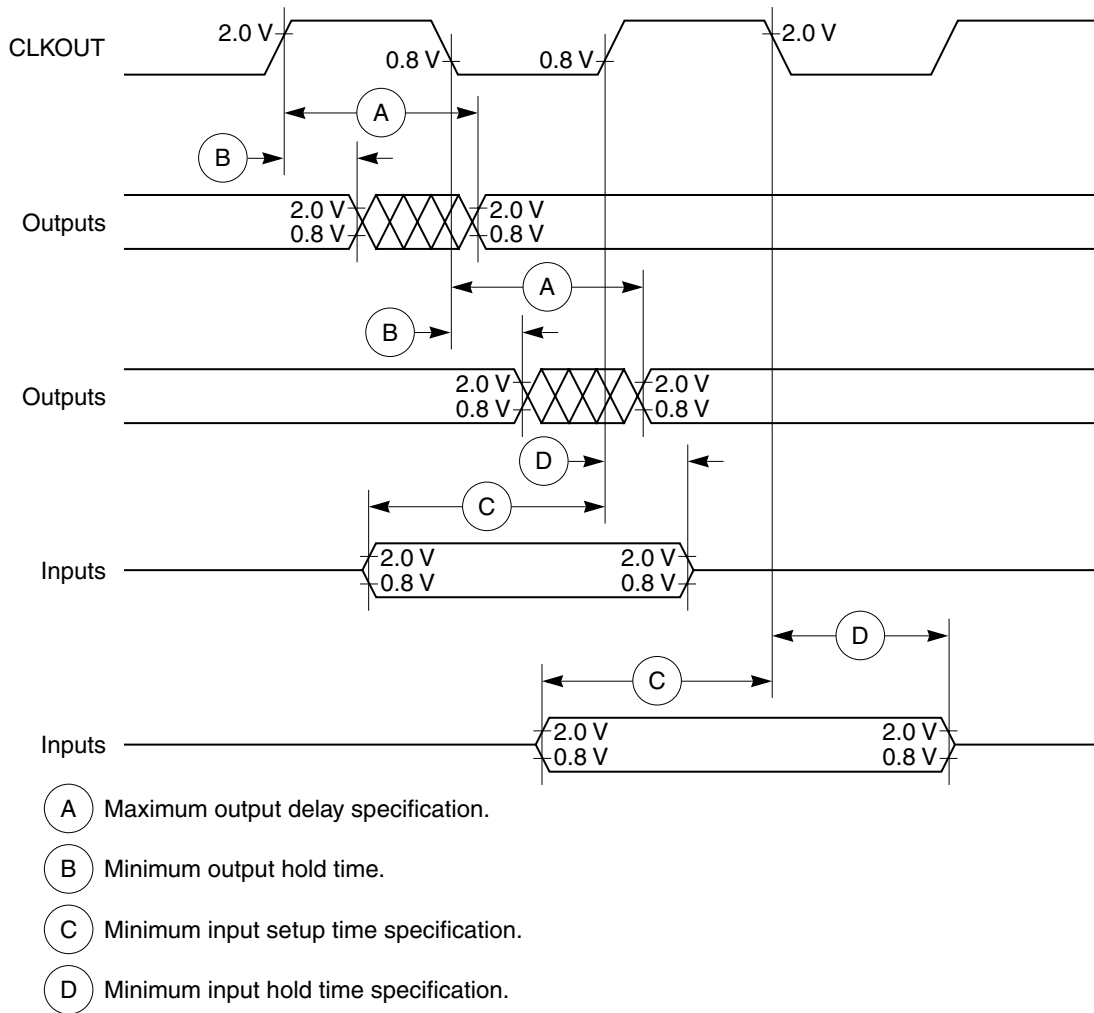 CLKOUT
2.0 V
0.8 V
0.8 V
2.0 V
A
B
Outputs
2.0 V
0.8 V
2.0 V
0.8 V
A
B
Outputs
2.0 V
0.8 V
2.0 V
0.8 V
D
C
Inputs
2.0 V
0.8 V
2.0 V
0.8 V
D
C
Inputs
2.0 V
0.8 V
2.0 V
0.8 V
A Maximum output delay specification.
B Minimum output hold time.
C Minimum input setup time specification.
D Minimum input hold time specification.